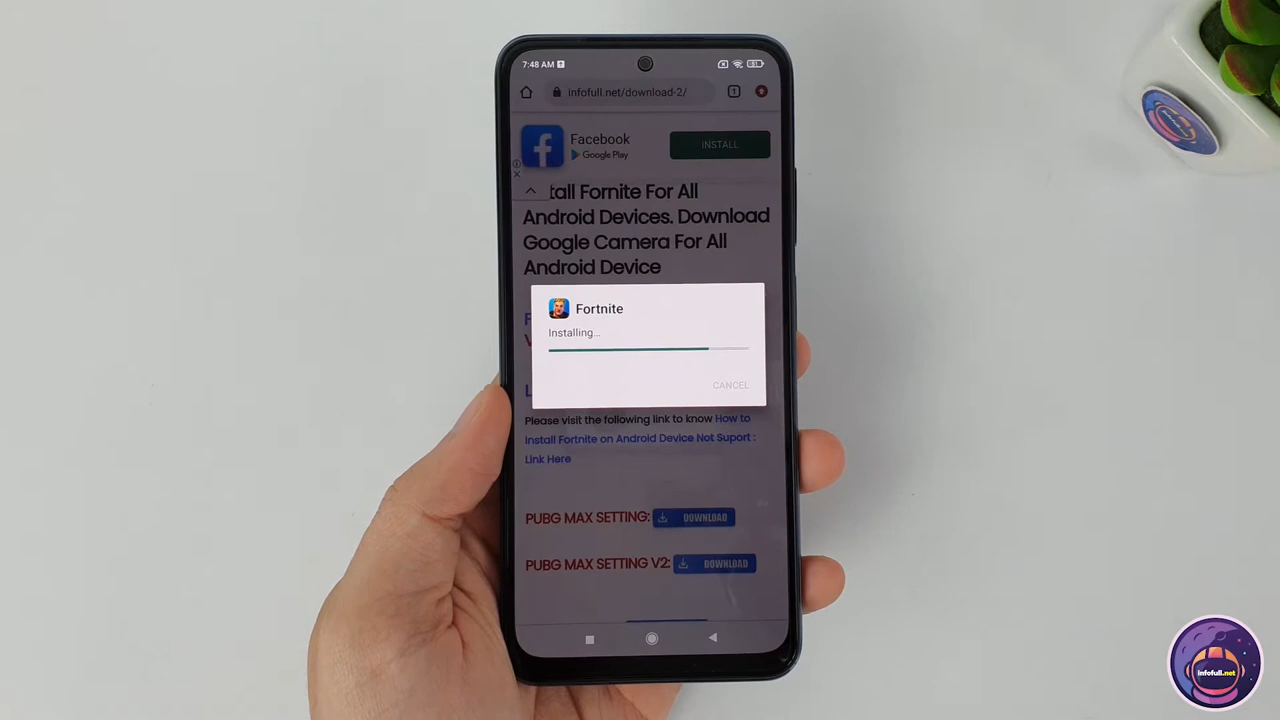 7:48 AM
infofull.net/download-2/
1
Facebook
Google Play
INSTALL
tall Fornite For All
Android Devices. Download
Google Camera For All
Android Device
Fortnite
Installing...
CANCEL
Please visit the following link to know How to
Install Fortnite on Android Device Not Suport :
Link Here
PUBG MAX SETTING: DOWNLOAD
PUBG MAX SETTING V2: DOWNLOAD
infofull.net